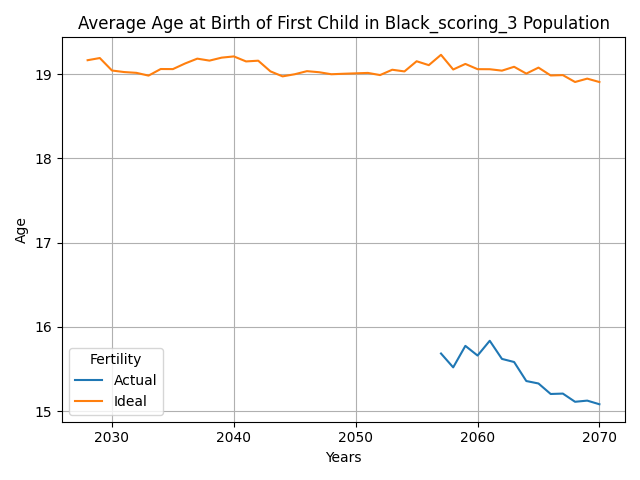 Average Age at Birth of First Child in Black_scoring_3 Population
Age
19
18
17
16
15
Fertility
Actual
Ideal
2030
2040
2050
2060
2070
Years